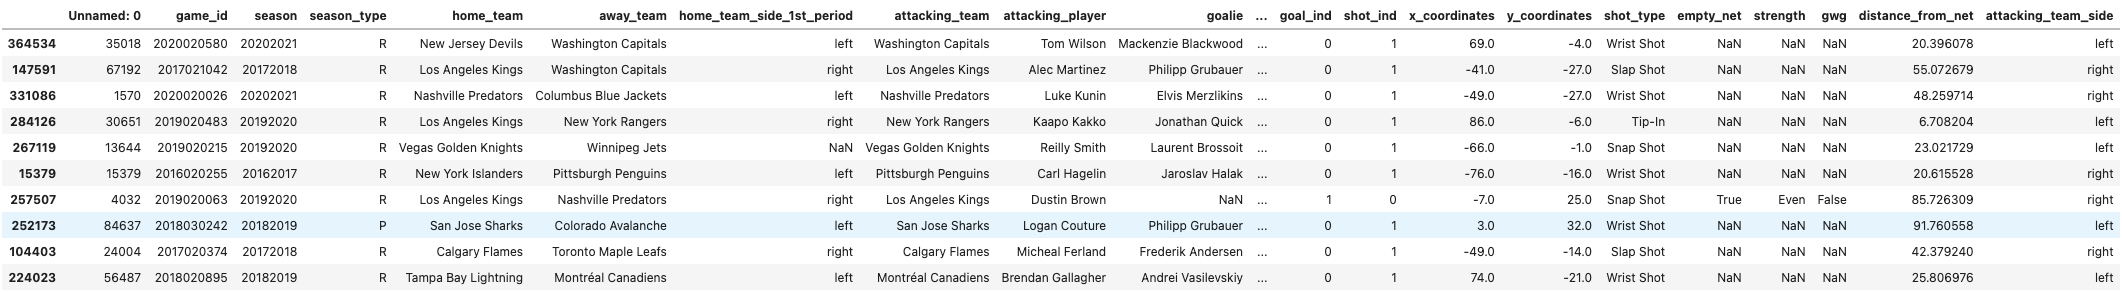 Unnamed: 0 game_id season season_type home_team away_team home_team_side_1st_period attacking_team attacking_player goalie ... goal_ind shot_ind x_coordinates y_coordinates shot_type empty_net strength gwg distance_from_net attacking_team_side
364534 35018 2020020580 20202021 R New Jersey Devils Washington Capitals left Washington Capitals Tom Wilson Mackenzie Blackwood ... 0 1 69.0 -4.0 Wrist Shot NaN NaN NaN 20.396078 left
147591 67192 2017021042 20172018 R Los Angeles Kings Washington Capitals right Los Angeles Kings Alec Martinez Philipp Grubauer ... 0 1 -41.0 -27.0 Slap Shot NaN NaN NaN 55.072679 right
331086 1570 2020020026 20202021 R Nashville Predators Columbus Blue Jackets left Nashville Predators Luke Kunin Elvis Merzlikins ... 0 1 -49.0 -27.0 Wrist Shot NaN NaN NaN 48.259714 right
284126 30651 2019020483 20192020 R Los Angeles Kings New York Rangers right New York Rangers Kaapo Kakko Jonathan Quick ... 0 1 86.0 -6.0 Tip-In NaN NaN NaN 6.708204 left
267119 13644 2019020215 20192020 R Vegas Golden Knights Winnipeg Jets NaN Vegas Golden Knights Reilly Smith Laurent Brossoit ... 0 1 -66.0 -1.0 Snap Shot NaN NaN NaN 23.021729 left
15379 15379 2016020255 20162017 R New York Islanders Pittsburgh Penguins left Pittsburgh Penguins Carl Hagelin Jaroslav Halak ... 0 1 -76.0 -16.0 Wrist Shot NaN NaN NaN 20.615528 right
257507 4032 2019020063 20192020 R Los Angeles Kings Nashville Predators right Los Angeles Kings Dustin Brown NaN ... 1 0 -7.0 25.0 Snap Shot True Even False 85.726309 right
252173 84637 2018030242 20182019 P San Jose Sharks Colorado Avalanche left San Jose Sharks Logan Couture Philipp Grubauer ... 0 1 3.0 32.0 Wrist Shot NaN NaN NaN 91.760558 left
104403 24004 2017020374 20172018 R Calgary Flames Toronto Maple Leafs right Calgary Flames Micheal Ferland Frederik Andersen ... 0 1 -49.0 -14.0 Slap Shot NaN NaN NaN 42.379240 right
224023 56487 2018020895 20182019 R Tampa Bay Lightning Montréal Canadiens left Montréal Canadiens Brendan Gallagher Andrei Vasilevskiy ... 0 1 74.0 -21.0 Wrist Shot NaN NaN NaN 25.806976 left